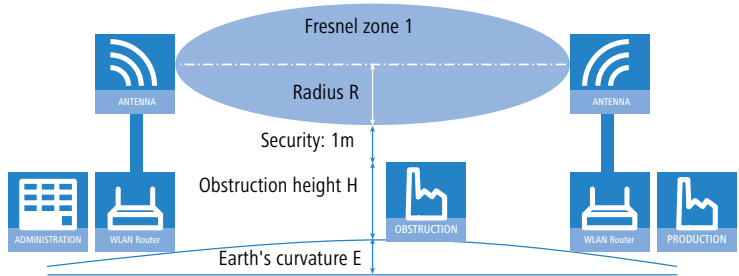 Fresnel zone 1
ANTENNA
ANTENNA
Radius R
Security: 1m
Obstruction height H
OBSTRUCTION
ADMINISTRATION
WLAN Router
WLAN Router
PRODUCTION
Earth's curvature E